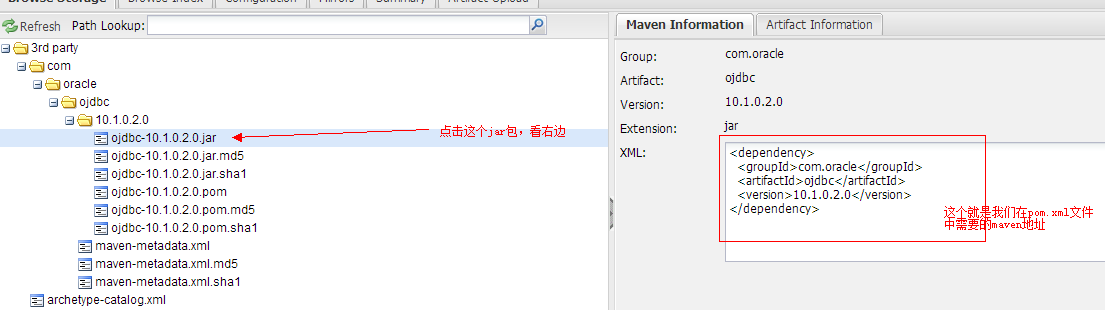 Browse Storage Browse Index Configuration Mirrors Summary Artifact Upload
Refresh Path Lookup:
3rd party
com
oracle
ojdbc
10.1.0.2.0
ojdbc-10.1.0.2.0.jar
点击这个jar包，看右边
ojdbc-10.1.0.2.0.jar.md5
ojdbc-10.1.0.2.0.jar.sha1
ojdbc-10.1.0.2.0.pom
ojdbc-10.1.0.2.0.pom.md5
ojdbc-10.1.0.2.0.pom.sha1
maven-metadata.xml
maven-metadata.xml.md5
maven-metadata.xml.sha1
archetype-catalog.xml
Maven Information Artifact Information
Group: com.oracle
Artifact: ojdbc
Version: 10.1.0.2.0
Extension: jar
XML:
<dependency>
<groupId>com.oracle</groupId>
<artifactId>ojdbc</artifactId>
<version>10.1.0.2.0</version>
</dependency>
这个就是我们在pom.xml文件
中需要的maven地址